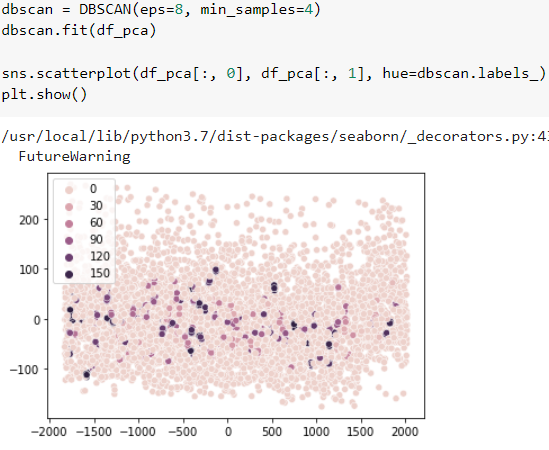 dbscan = DBSCAN(eps=8, min_samples=4)
dbscan.fit(df_pca)
sns.scatterplot(df_pca[:, 0], df_pca[:, 1], hue=dbscan.labels_)
plt.show()
/usr/local/lib/python3.7/dist-packages/seaborn/_decorators.py:43
FutureWarning
0
30
60
90
120
150
200
100
0
−100
−2000 −1500 −1000 −500 0 500 1000 1500 2000